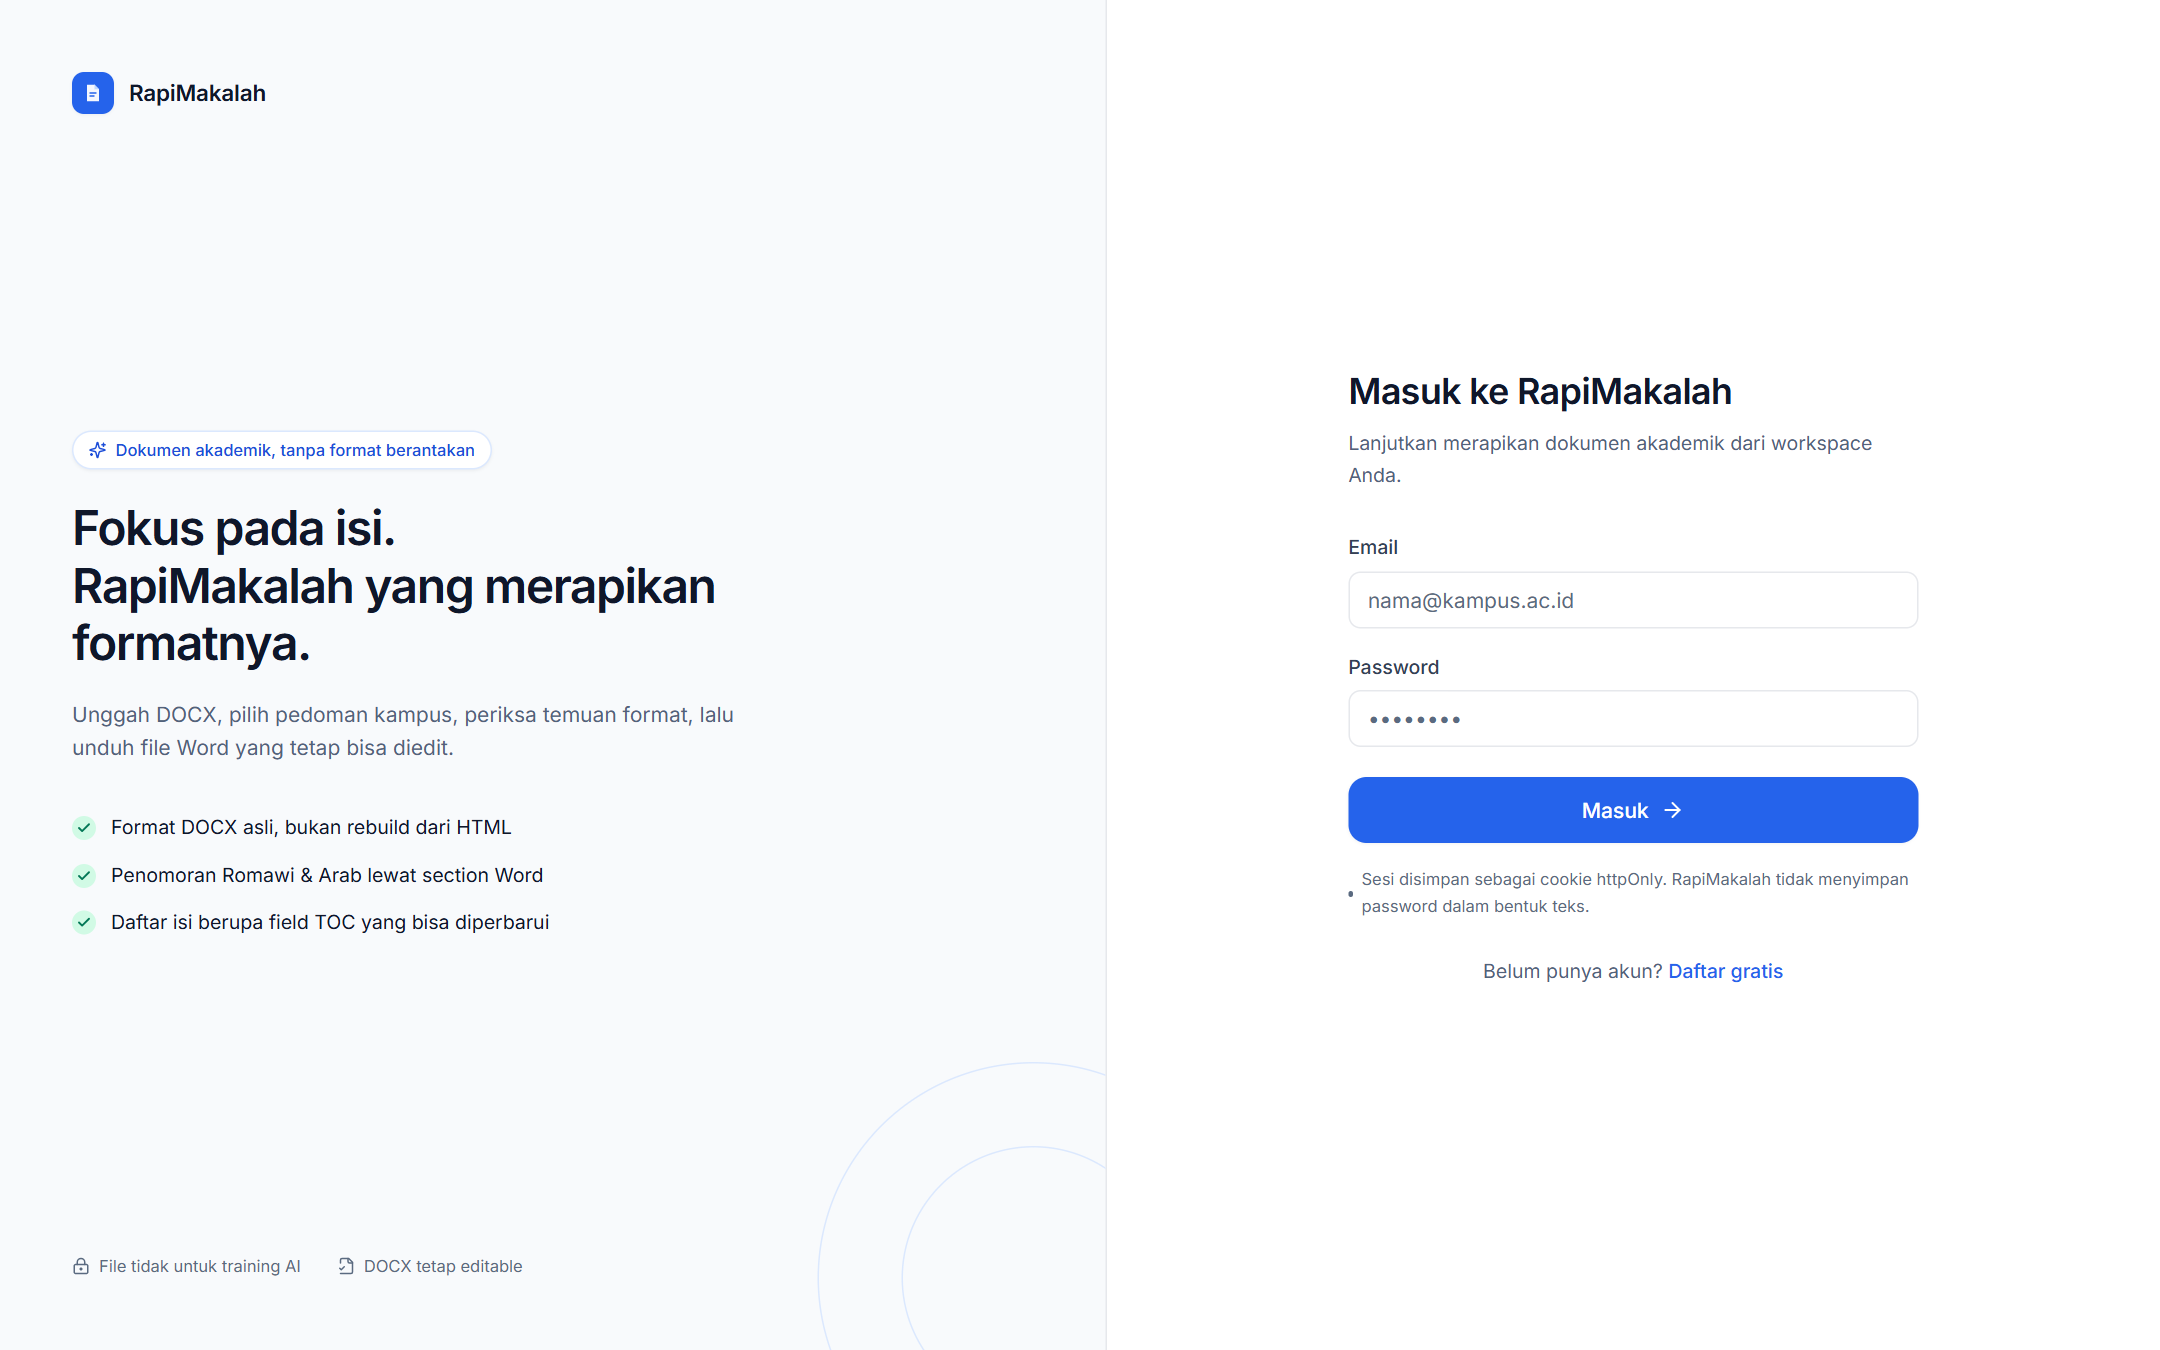 RapiMakalah
Dokumen akademik, tanpa format berantakan
Fokus pada isi.
RapiMakalah yang merapikan
formatnya.
Unggah DOCX, pilih pedoman kampus, periksa temuan format, lalu
unduh file Word yang tetap bisa diedit.
Format DOCX asli, bukan rebuild dari HTML
Penomoran Romawi & Arab lewat section Word
Daftar isi berupa field TOC yang bisa diperbarui
File tidak untuk training AI
DOCX tetap editable
Masuk ke RapiMakalah
Lanjutkan merapikan dokumen akademik dari workspace
Anda.
Email
nama@kampus.ac.id
Password
••••••••
Masuk →
Sesi disimpan sebagai cookie httpOnly. RapiMakalah tidak menyimpan
password dalam bentuk teks.
Belum punya akun? Daftar gratis